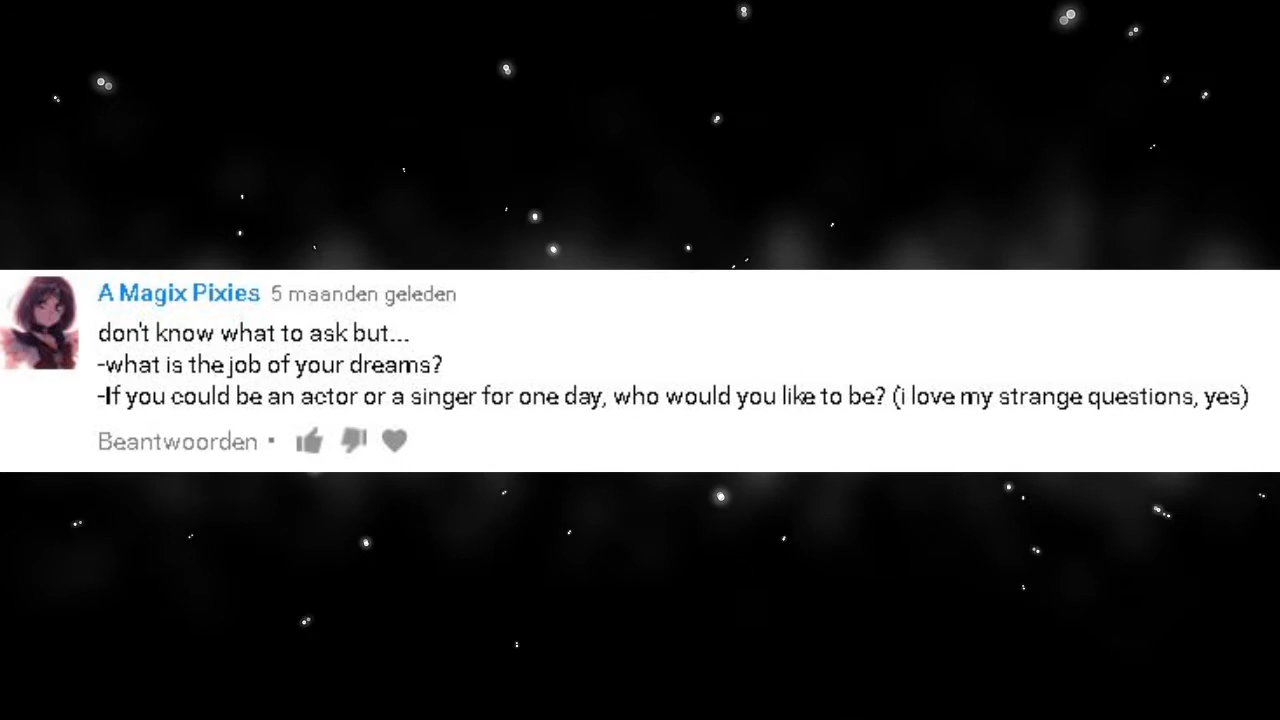 A Magix Pixies 5 maanden geleden
don't know what to ask but...
-what is the job of your dreams?
-If you could be an actor or a singer for one day, who would you like to be? (i love my strange questions, yes)
Beantwoorden •